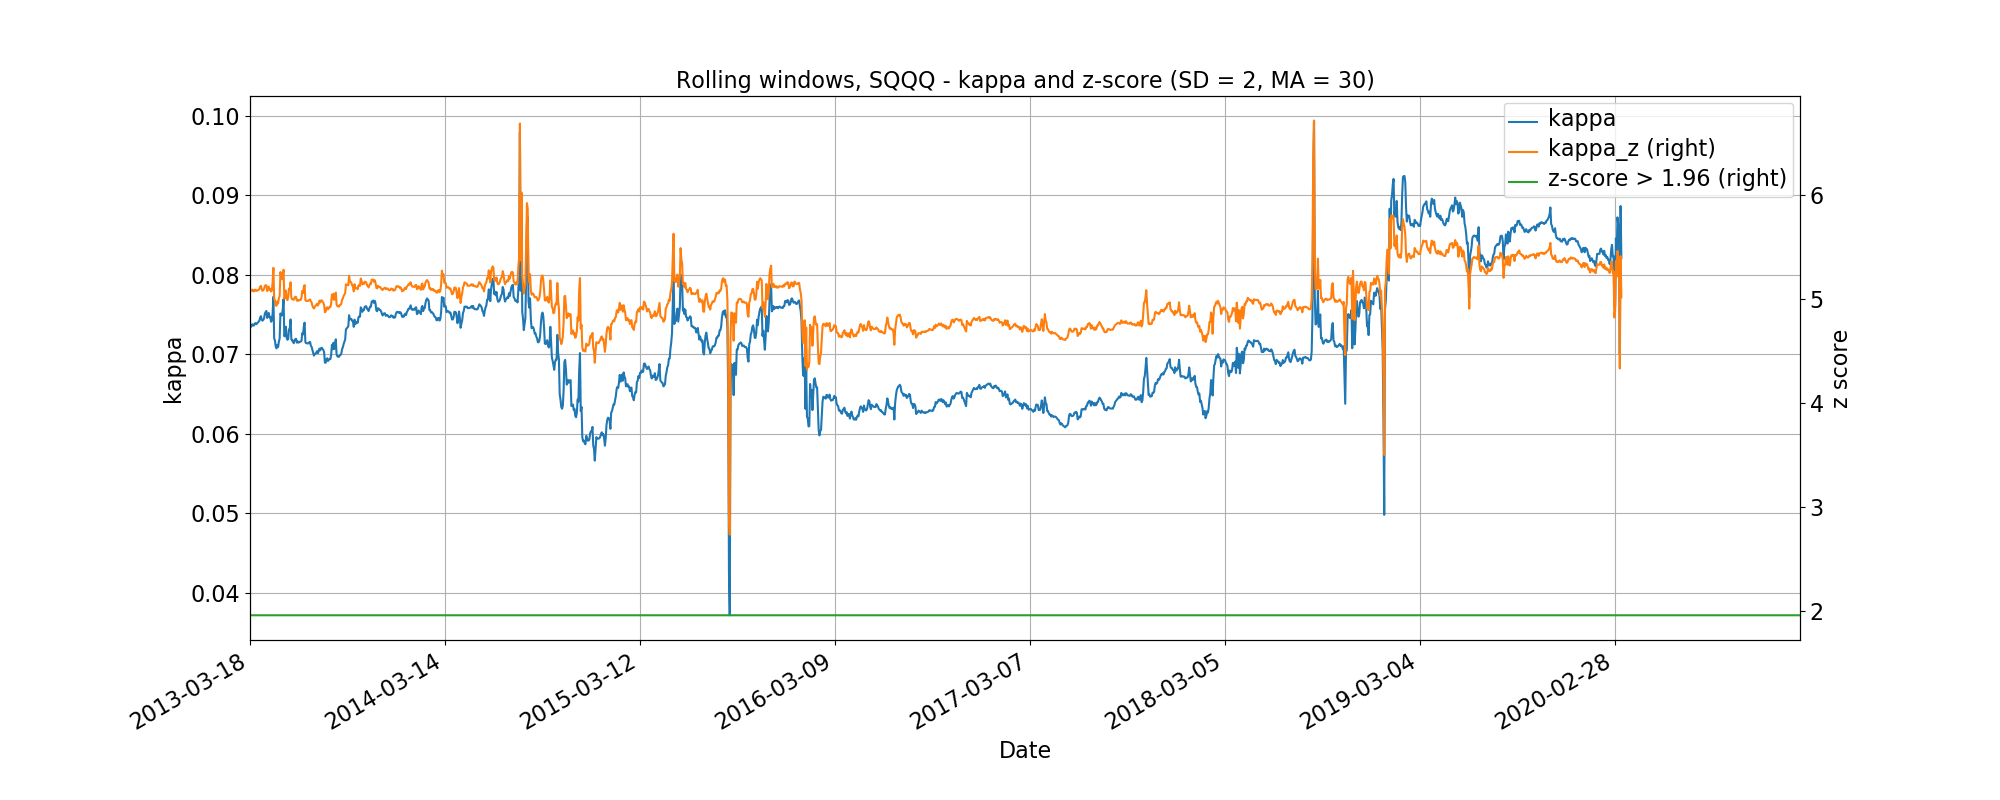 Rolling windows, SQQQ - kappa and z-score (SD = 2, MA = 30)
kappa
kappa_z (right)
z-score > 1.96 (right)
0.10
0.09
0.08
0.07
0.06
0.05
0.04
kappa
6
5
4
3
2
z score
2013-03-18
2014-03-14
2015-03-12
2016-03-09
2017-03-07
2018-03-05
2019-03-04
2020-02-28
Date